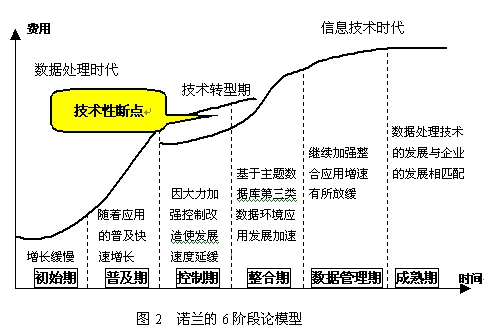 费用
信息技术时代
数据处理时代
技术转型期
技术性断点
增长缓慢
随着应用
的普及快
速增长
因大力加
强控制改
造使发展
速度延缓
基于主题数
据库第三类
数据环境应
用发展加速
继续加强整
合应用增速
有所放缓
数据处理技术
的发展与企业
的发展相匹配
初始期 普及期 控制期 整合期 数据管理期 成熟期 时间
图 2 诺兰的 6 阶段论模型